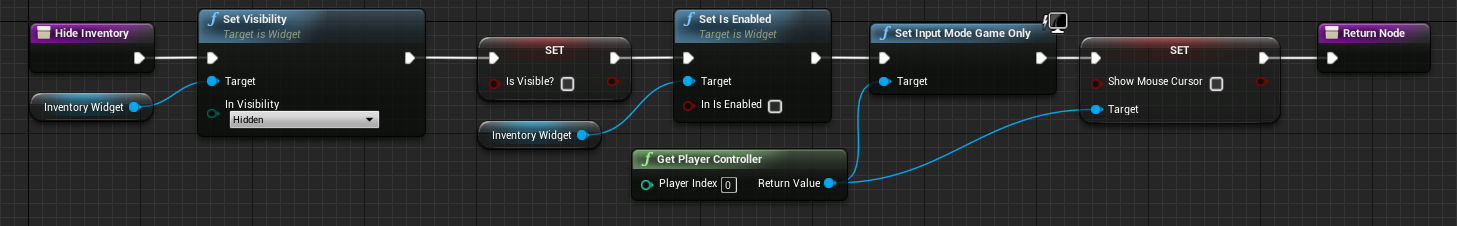 Hide Inventory
Inventory Widget
Set Visibility
Target is Widget
Target
In Visibility
Hidden
SET
Is Visible?
Inventory Widget
Set Is Enabled
Target is Widget
Target
In Is Enabled
Get Player Controller
Player Index 0 Return Value
Set Input Mode Game Only
Target
SET
Show Mouse Cursor
Target
Return Node